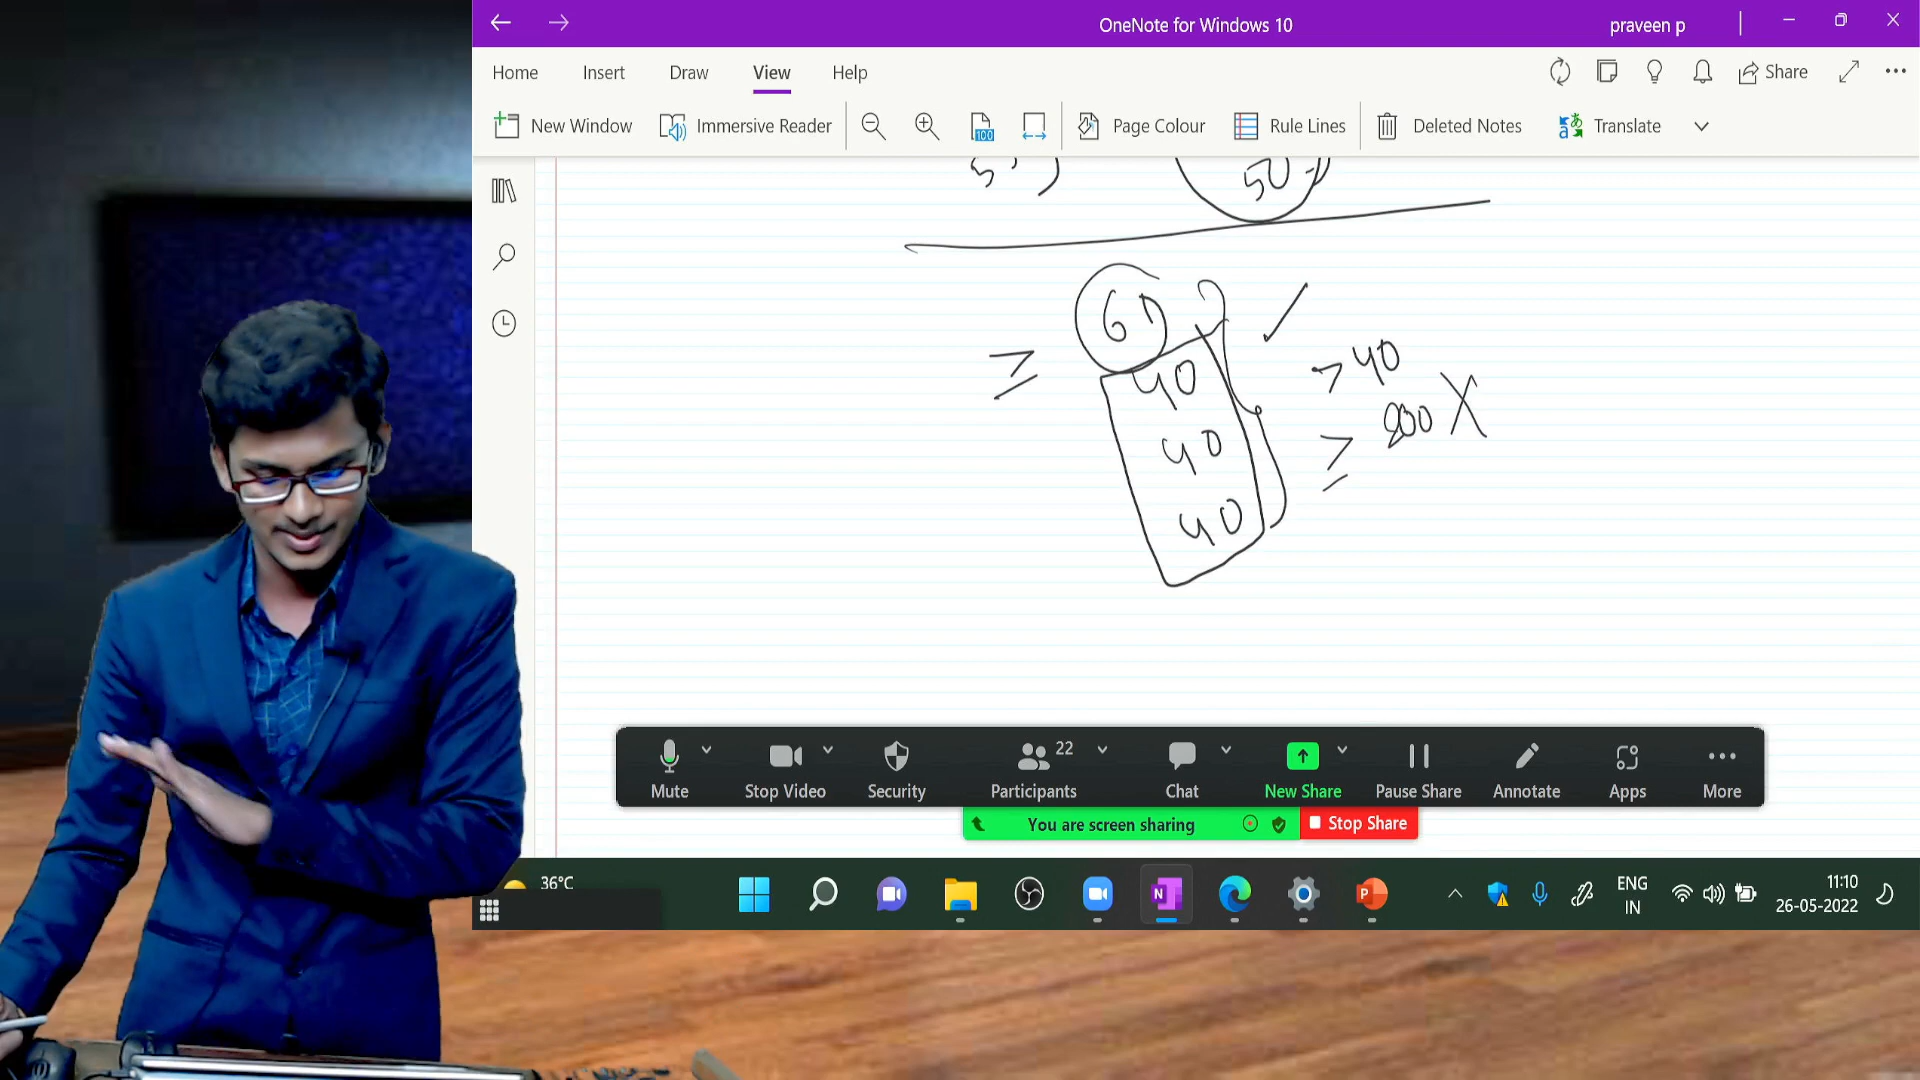 OneNote for Windows 10
praveen p
Home Insert Draw View Help
Share
New Window Immersive Reader 100 Page Colour Rule Lines Deleted Notes Translate
50
60
≥ 40 > 40
40 ≥ 200 X
40
22
Mute Stop Video Security Participants Chat New Share Pause Share Annotate Apps More
You are screen sharing Stop Share
36°C
ENG
IN
11:10
26-05-2022